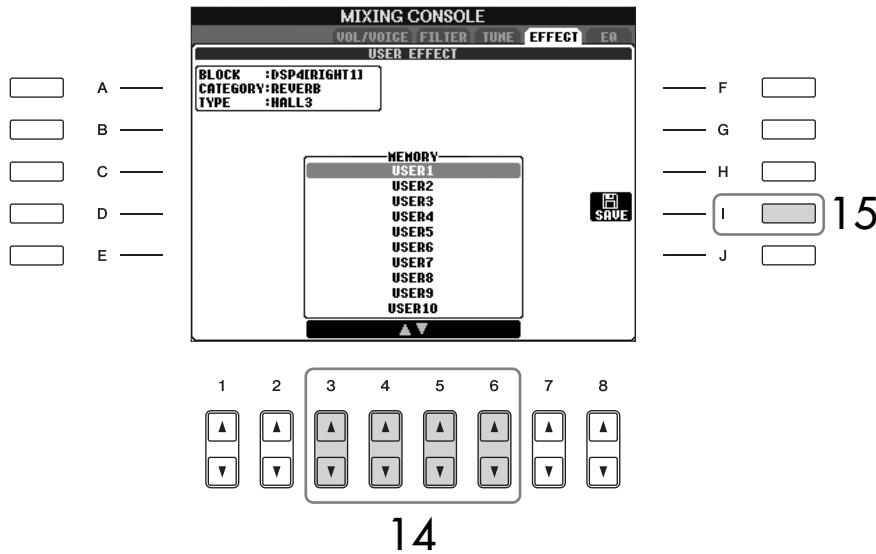 MIXING CONSOLE
VOL/VOICE FILTER TUNE EFFECT EQ
USER EFFECT
BLOCK :DSP4[RIGHT1]
CATEGORY:REVERB
TYPE :HALL3
A
B
C
D
E
MEMORY
USER1
USER2
USER3
USER4
USER5
USER6
USER7
USER8
USER9
USER10
SAVE
F
G
H
I
J
15
1 2 3 4 5 6 7 8
14